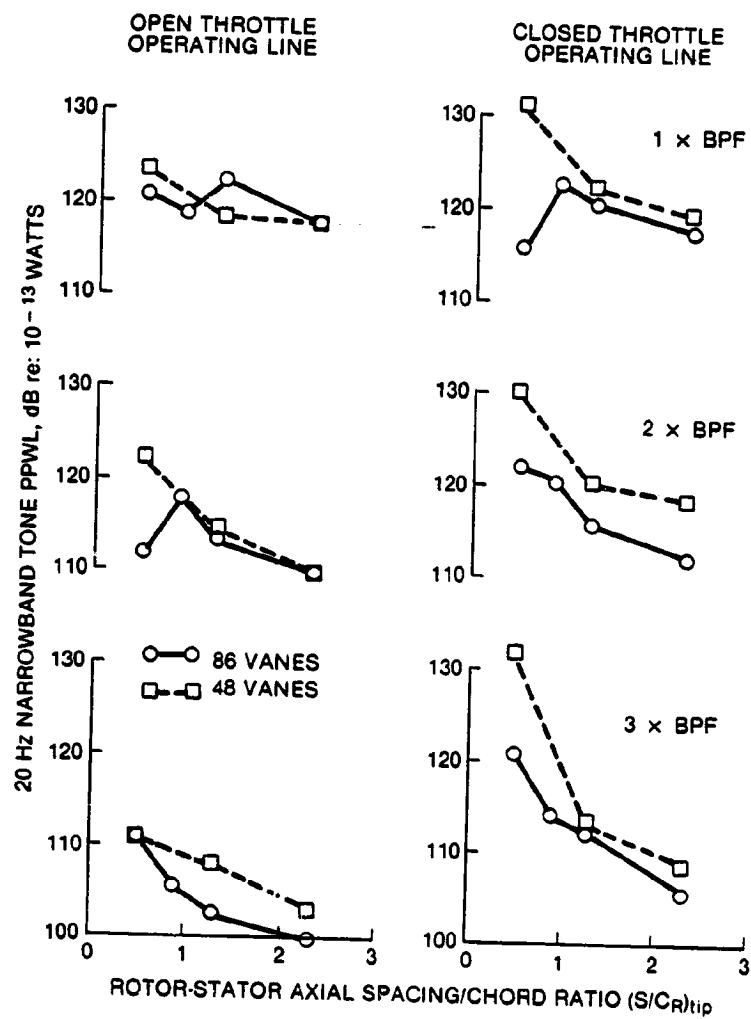 OPEN THROTTLE
OPERATING LINE
CLOSED THROTTLE
OPERATING LINE
20 Hz NARROWBAND TONE PPWL, dB re: 10⁻¹³ WATTS
130
120
110
130
120
110
1 × BPF
130
120
110
130
120
110
2 × BPF
86 VANES
48 VANES
130
120
110
100
0
1
2
3
130
120
110
100
0
1
2
3
3 × BPF
ROTOR-STATOR AXIAL SPACING/CHORD RATIO (S/C_R)tip